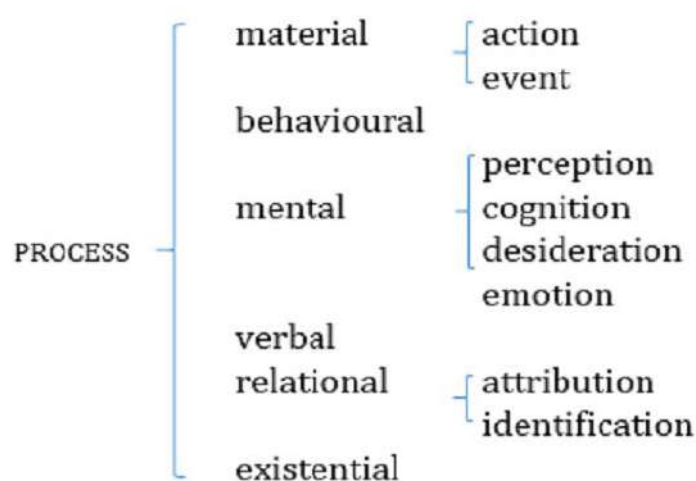 material action
event
behavioural
perception
mental cognition
PROCESS desideration
emotion
verbal
relational attribution
identification
existential